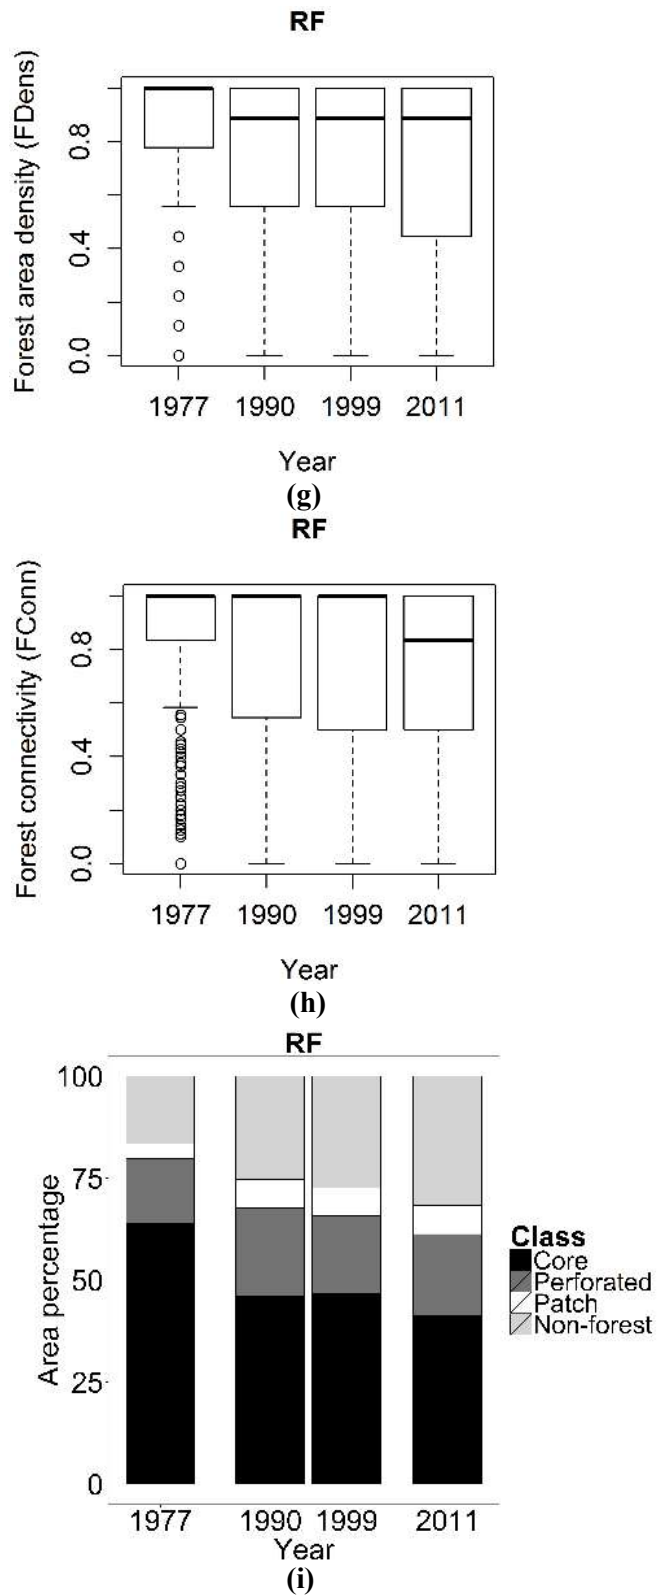 RF
Forest area density (FDens)
0.8
0.4
0.0
1977 1990 1999 2011
Year
(g)
RF
Forest connectivity (FConn)
0.8
0.4
0.0
1977 1990 1999 2011
Year
(h)
RF
Area percentage
100
75
50
25
0
Class
Core
Perforated
Patch
Non-forest
1977 1990 1999 2011
Year
(i)